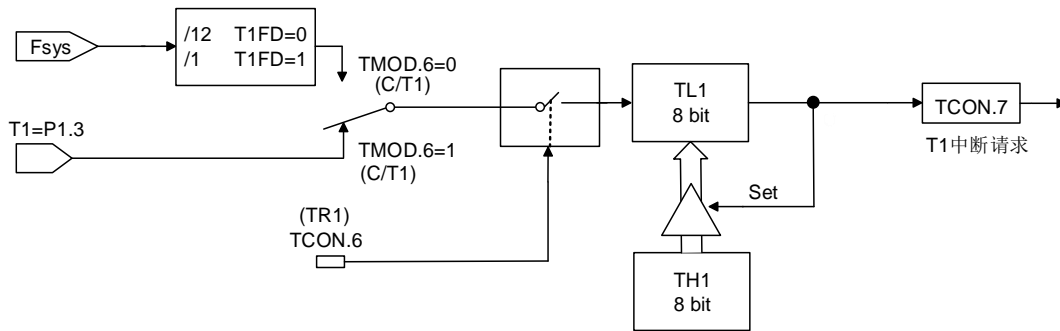 Fsys
/12 T1FD=0
/1 T1FD=1
TMOD.6=0
(C/T1)
T1=P1.3
TMOD.6=1
(C/T1)
TL1
8 bit
TCON.7
T1中断请求
Set
(TR1)
TCON.6
TH1
8 bit